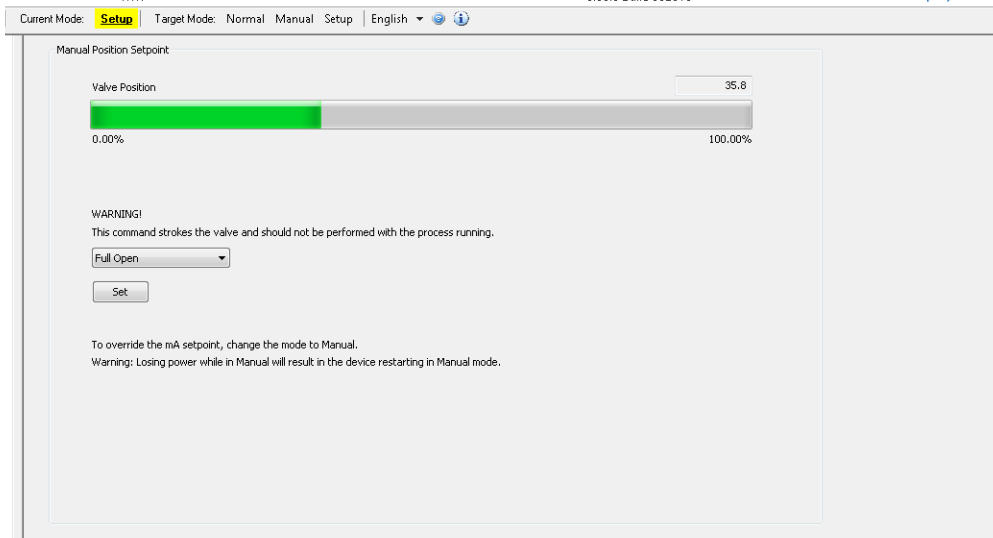 Current Mode: Setup Target Mode: Normal Manual Setup English
Manual Position Setpoint
Valve Position 35.8
0.00% 100.00%
WARNING!
This command strokes the valve and should not be performed with the process running.
Full Open
Set
To override the mA setpoint, change the mode to Manual.
Warning: Losing power while in Manual will result in the device restarting in Manual mode.